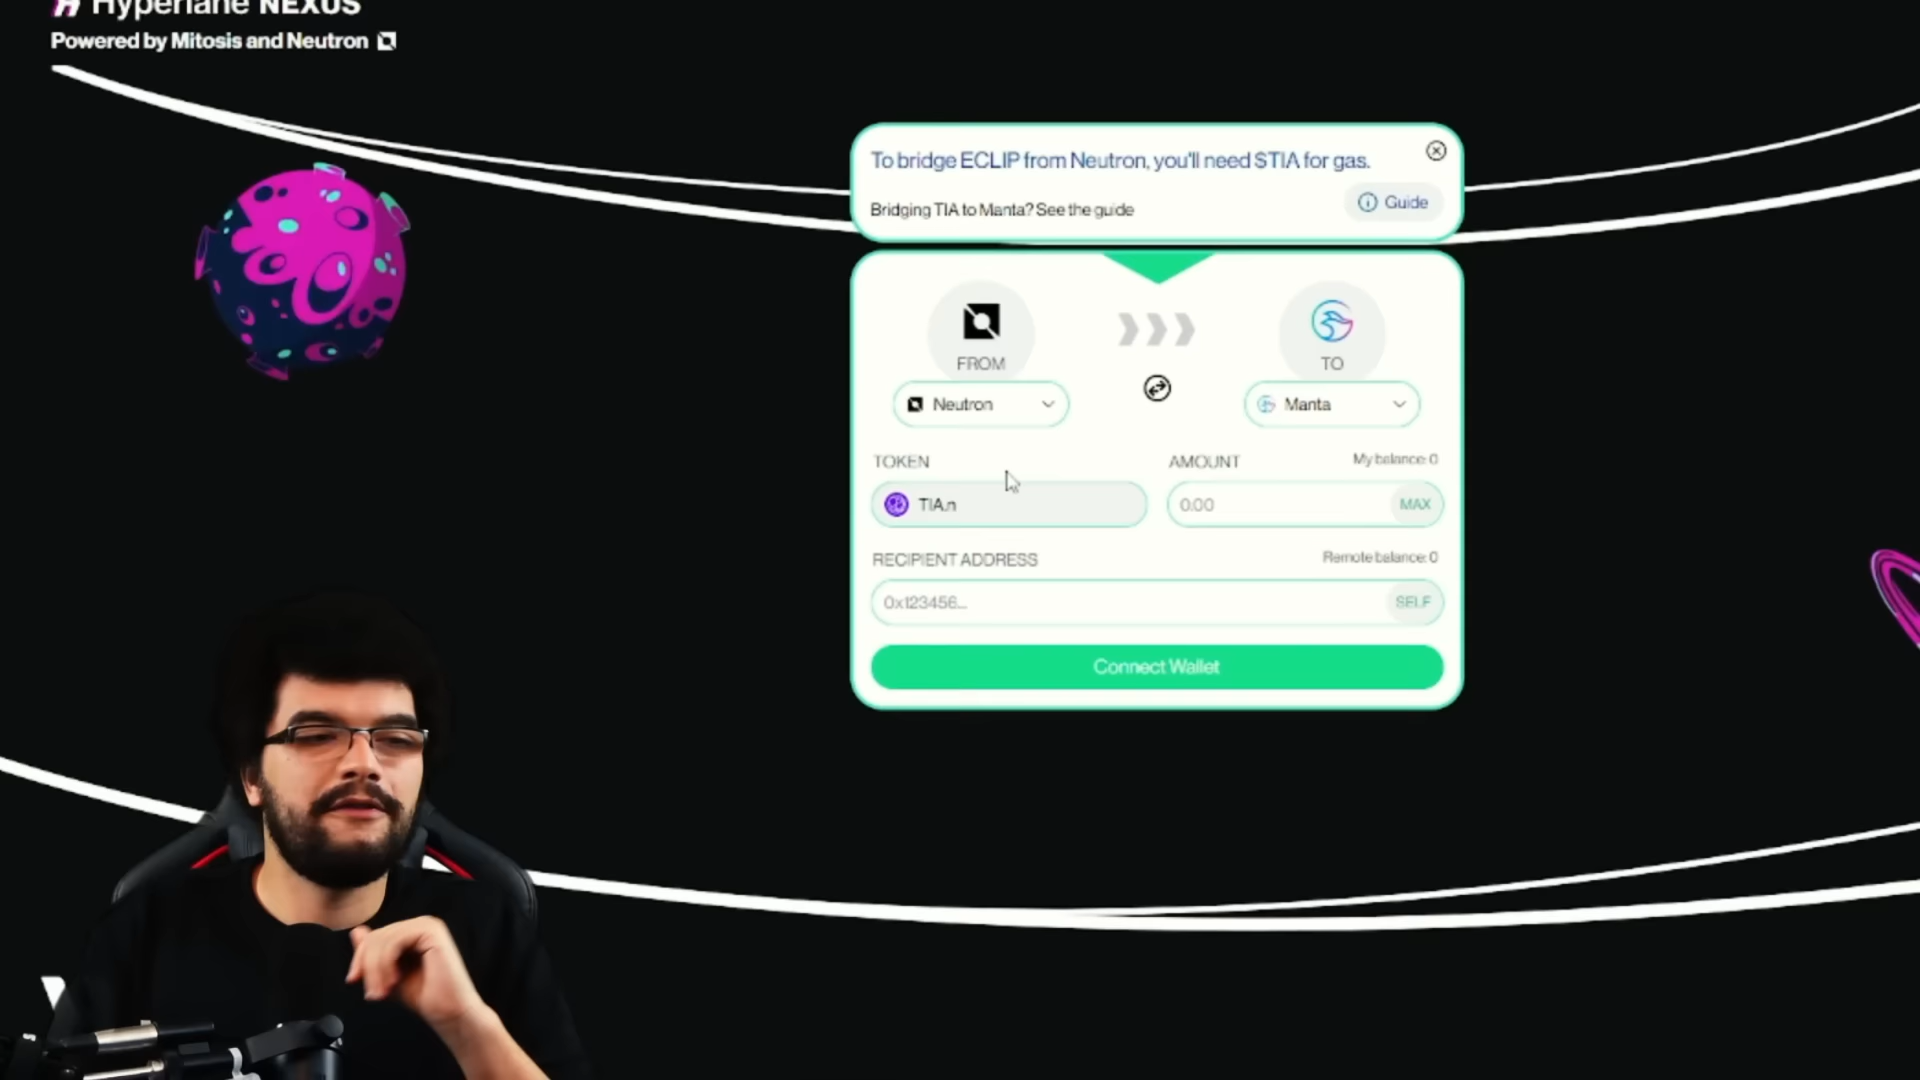 Hyperlane NEXUS
Powered by Mitosis and Neutron
To bridge ECLIP from Neutron, you'll need $TIA for gas.
Bridging TIA to Manta? See the guide
Guide
FROM
TO
Neutron
Manta
TOKEN
AMOUNT
My balance: 0
TIA.n
0.00
MAX
RECIPIENT ADDRESS
Remote balance: 0
0x123456...
SELF
Connect Wallet